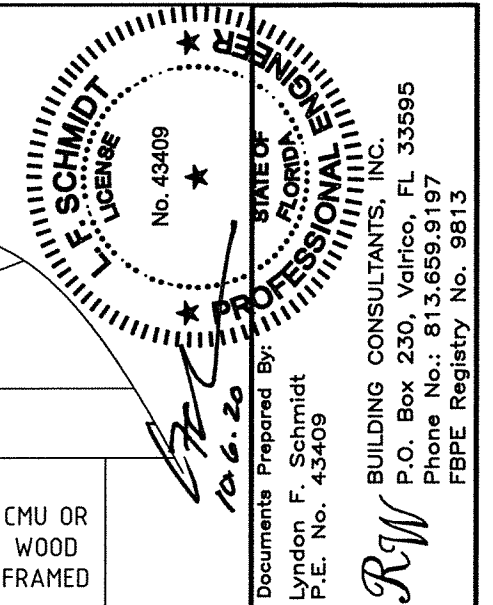 L. F. SCHMIDT
LICENSE
No. 43409
STATE OF
FLORIDA
PROFESSIONAL ENGINEER
10.6.20
Documents Prepared By:
Lyndon F. Schmidt
P.E. No. 43409
RW BUILDING CONSULTANTS, INC.
P.O. Box 230, Valrico, FL 33595
Phone No.: 813.659.9197
FBPE Registry No. 9813
CMU OR
WOOD
FRAMED